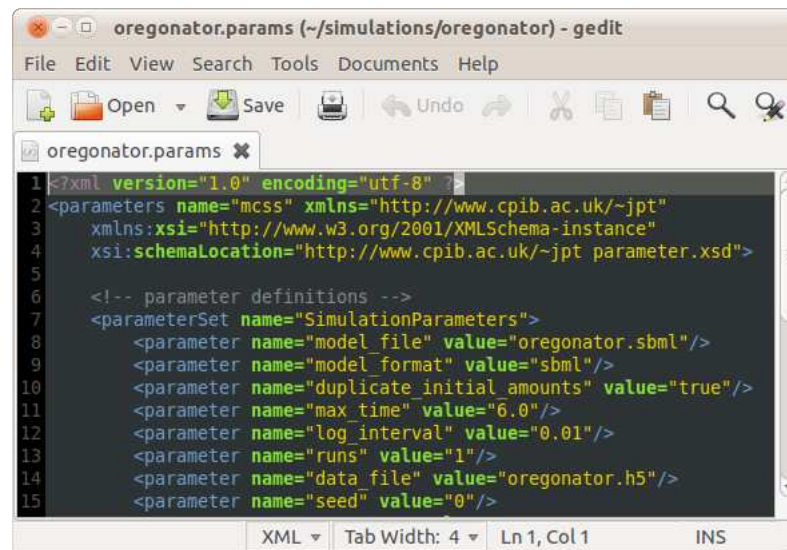 oregonator.params (~/simulations/oregonator) - gedit
File Edit View Search Tools Documents Help
Open Save Undo
oregonator.params
1 <?xml version="1.0" encoding="utf-8" ?>
2 <parameters name="mcss" xmlns="http://www.cpib.ac.uk/~jpt"
3 xmlns:xsi="http://www.w3.org/2001/XMLSchema-instance"
4 xsi:schemaLocation="http://www.cpib.ac.uk/~jpt parameter.xsd">
5
6 <!-- parameter definitions -->
7 <parameterSet name="SimulationParameters">
8 <parameter name="model_file" value="oregonator.sbml"/>
9 <parameter name="model_format" value="sbml"/>
10 <parameter name="duplicate_initial_amounts" value="true"/>
11 <parameter name="max_time" value="6.0"/>
12 <parameter name="log_interval" value="0.01"/>
13 <parameter name="runs" value="1"/>
14 <parameter name="data_file" value="oregonator.h5"/>
15 <parameter name="seed" value="0"/>
XML Tab Width: 4 Ln 1, Col 1 INS